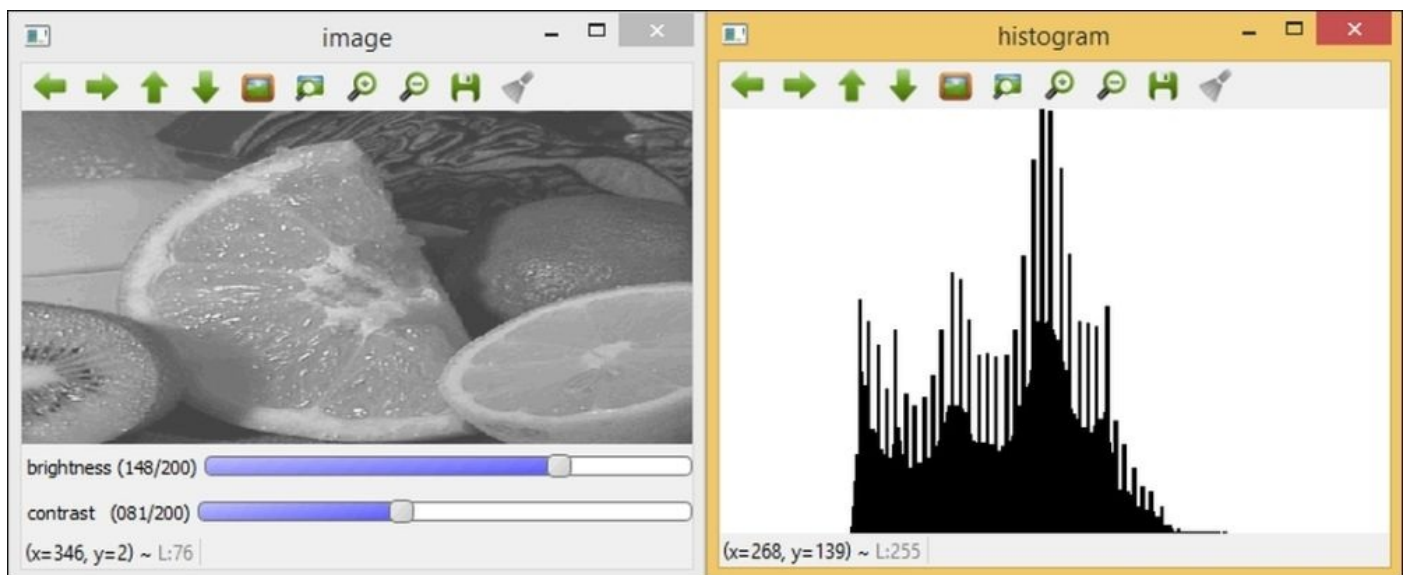 image
brightness (148/200)
contrast (081/200)
(x=346, y=2) ~ L:76
histogram
(x=268, y=139) ~ L:255